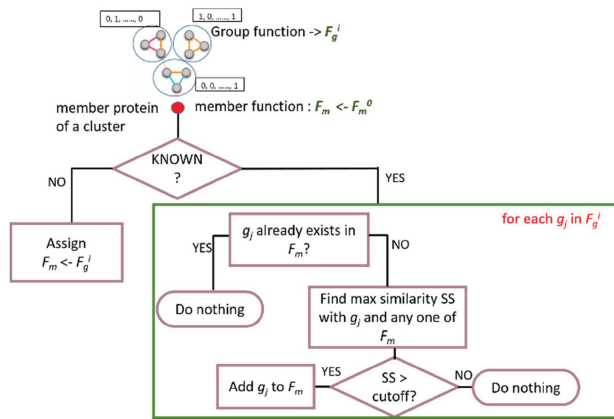 0, 1, ....., 0
1, 0, ....., 1
Group function -> F_g^i
0, 0, ....., 1
member protein
of a cluster
member function : F_m <- F_m^0
KNOWN
?
NO
YES
Assign
F_m <- F_g^i
for each g_j in F_g^i
g_j already exists in
F_m?
YES
NO
Do nothing
Find max similarity SS
with g_j and any one of
F_m
SS >
cutoff?
YES
NO
Add g_j to F_m
Do nothing